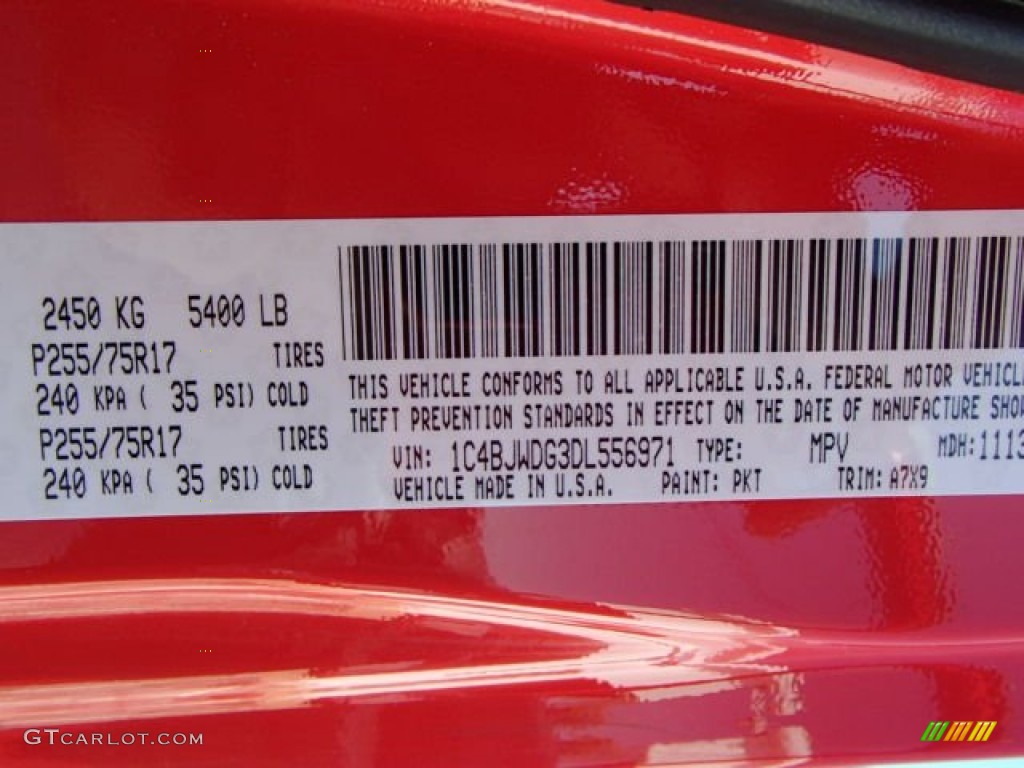 2450 KG 5400 LB
P255/75R17 TIRES
240 KPA ( 35 PSI) COLD
P255/75R17 TIRES
240 KPA ( 35 PSI) COLD
THIS VEHICLE CONFORMS TO ALL APPLICABLE U.S.A. FEDERAL MOTOR VEHICL
THEFT PREVENTION STANDARDS IN EFFECT ON THE DATE OF MANUFACTURE SHO
VIN: 1C4BJWDG3DL556971 TYPE: MPV MDH: 1113
VEHICLE MADE IN U.S.A. PAINT: PKT TRIM: A7X9
GTCARLOT.COM